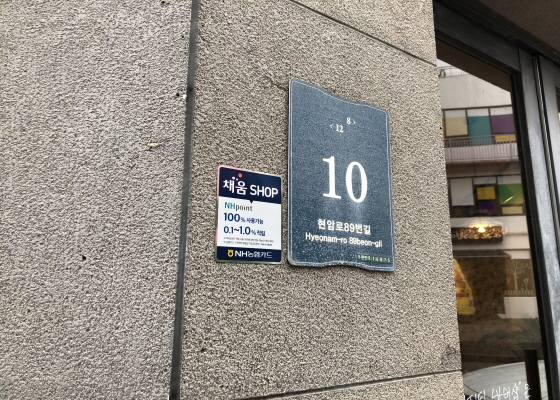 채움 SHOP
NHpoint
100% 사용가능
0.1~1.0% 적립
NH농협카드
8 >
< 12
10
현암로89번길
Hyeonam-ro 89beon-gil